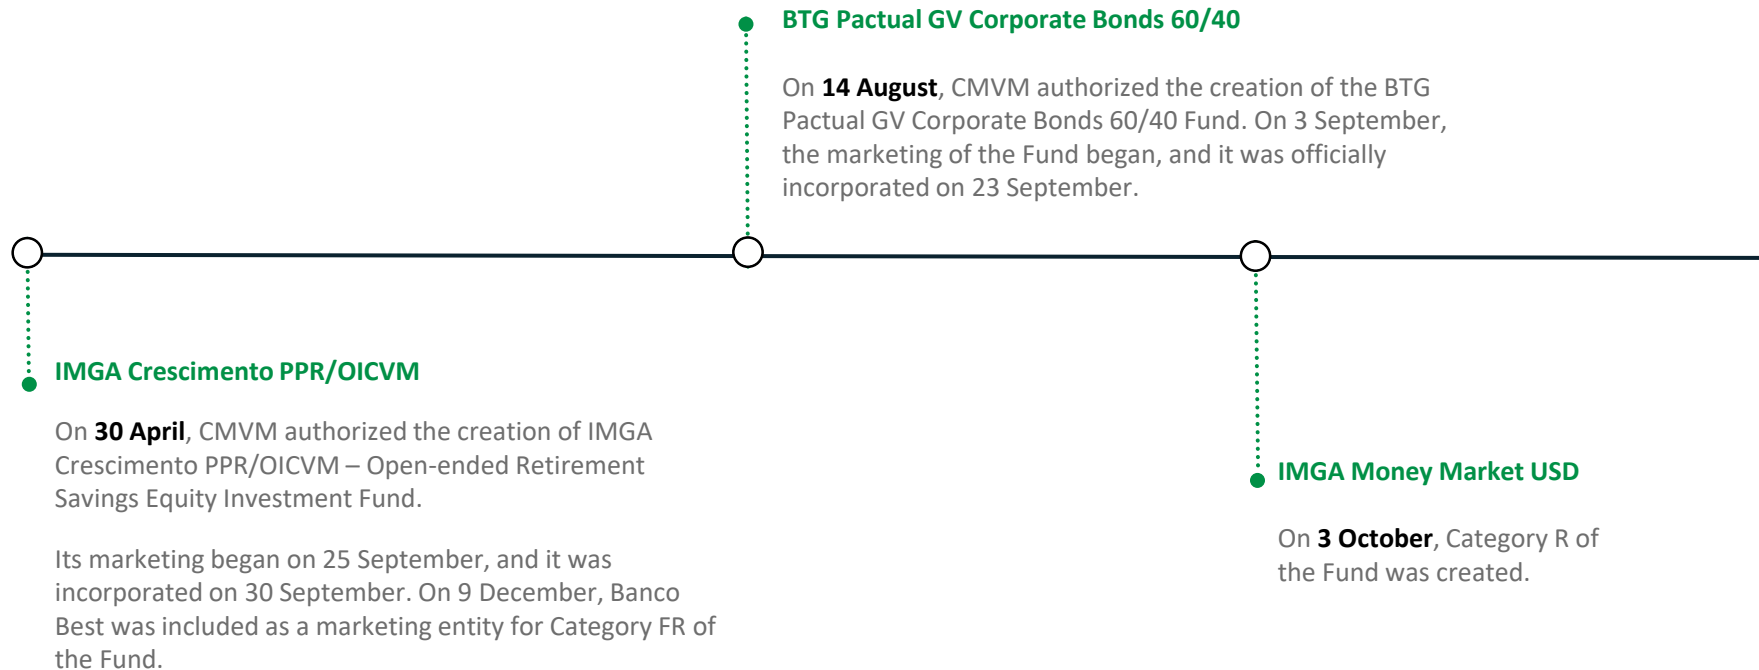 BTG Pactual GV Corporate Bonds 60/40
On 14 August, CMVM authorized the creation of the BTG
Pactual GV Corporate Bonds 60/40 Fund. On 3 September,
the marketing of the Fund began, and it was officially
incorporated on 23 September.
IMGA Crescimento PPR/OICVM
On 30 April, CMVM authorized the creation of IMGA
Crescimento PPR/OICVM – Open-ended Retirement
Savings Equity Investment Fund.
Its marketing began on 25 September, and it was
incorporated on 30 September. On 9 December, Banco
Best was included as a marketing entity for Category FR of
the Fund.
IMGA Money Market USD
On 3 October, Category R of
the Fund was created.